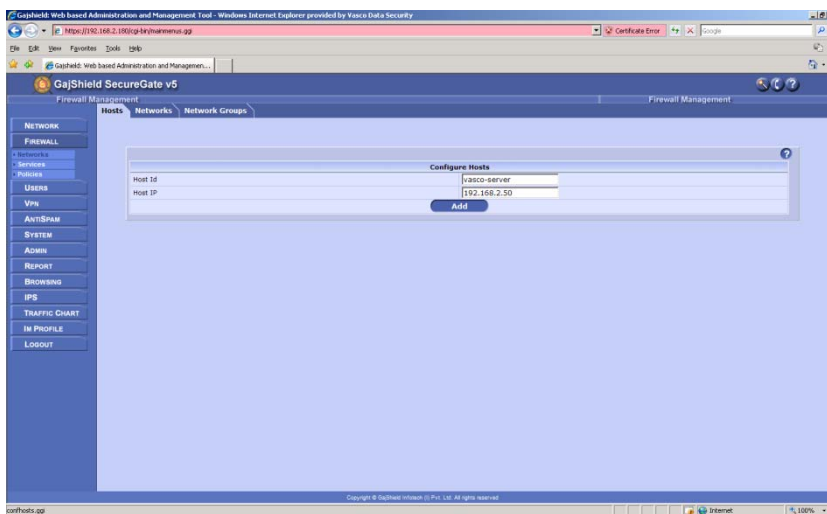 Gajshield: Web based Administration and Management Tool - Windows Internet Explorer provided by Vasco Data Security
https://192.168.2.180/cgi-bin/mainmenus.ggi
Certificate Error
Google
File Edit View Favorites Tools Help
Gajshield: Web based Administration and Managemen...
GajShield SecureGate v5
Firewall Management
Firewall Management
Hosts Networks Network Groups
NETWORK
FIREWALL
Networks
Services
Policies
USERS
VPN
ANTISPAM
SYSTEM
ADMIN
REPORT
BROWSING
IPS
TRAFFIC CHART
IM PROFILE
LOGOUT
Configure Hosts
Host Id vasco-server
Host IP 192.168.2.50
Add
Copyright © GajShield Infotech (I) Pvt. Ltd. All rights reserved
confhosts.ggi
Internet
100%